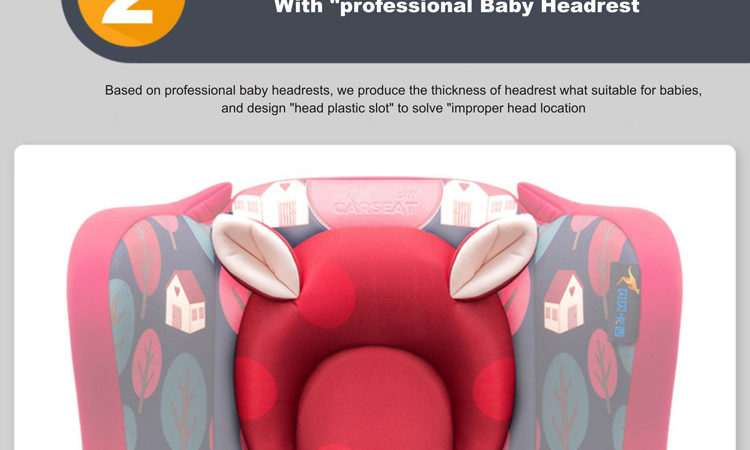 2
With "professional Baby Headrest
Based on professional baby headrests, we produce the thickness of headrest what suitable for babies,
and design "head plastic slot" to solve "improper head location
CARSEAT